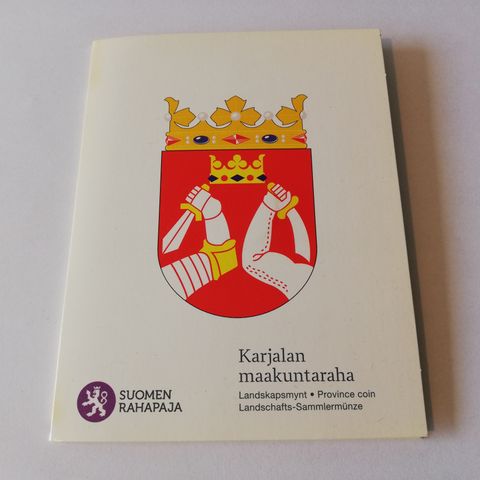 Karjalan
maakuntaraha
Landskapsmynt • Province coin
Landschafts-Sammlermünze
SUOMEN
RAHAPAJA